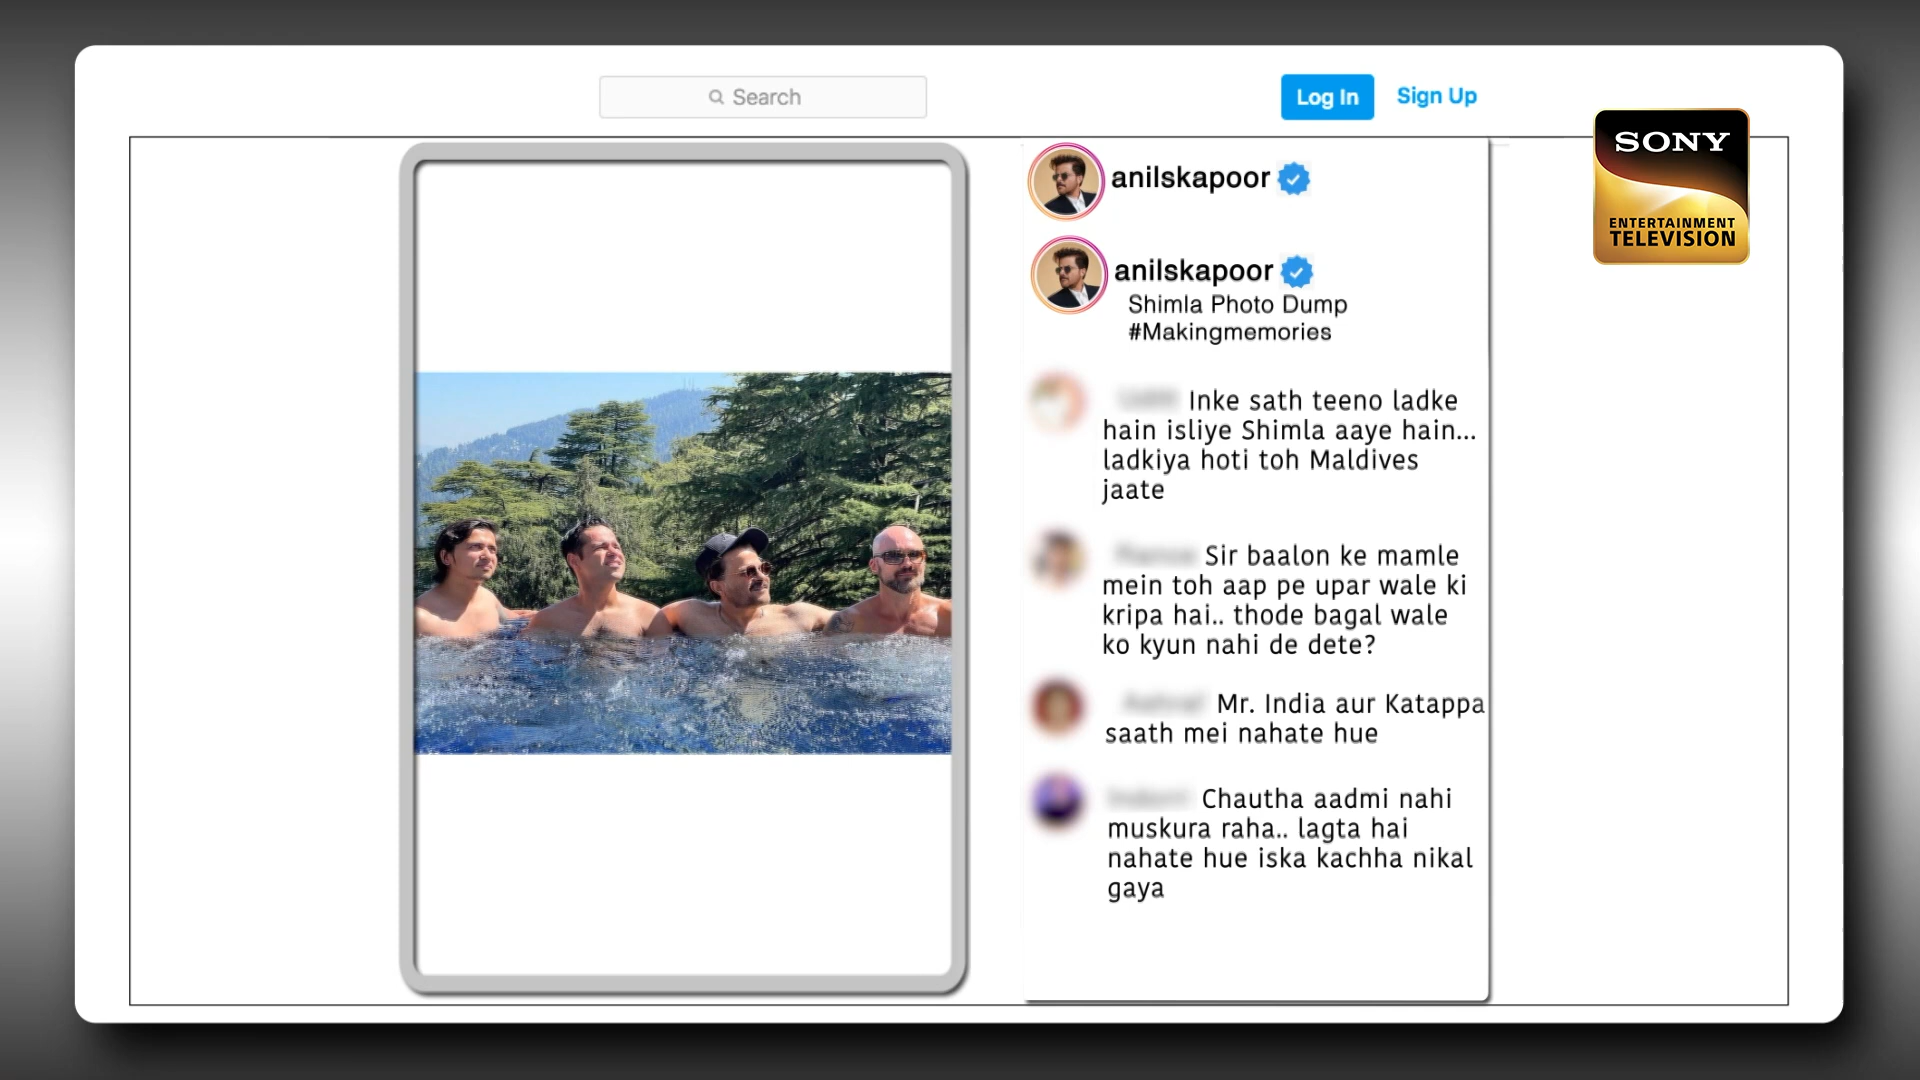 Search
Log In
Sign Up
SONY
ENTERTAINMENT
TELEVISION
anilskapoor
anilskapoor
Shimla Photo Dump
#Makingmemories
Inke sath teeno ladke
hain isliye Shimla aaye hain...
ladkiya hoti toh Maldives
jaate
Sir baalon ke mamle
mein toh aap pe upar wale ki
kripa hai.. thode bagal wale
ko kyun nahi de dete?
Mr. India aur Katappa
saath mei nahate hue
Chautha aadmi nahi
muskura raha.. lagta hai
nahate hue iska kachha nikal
gaya